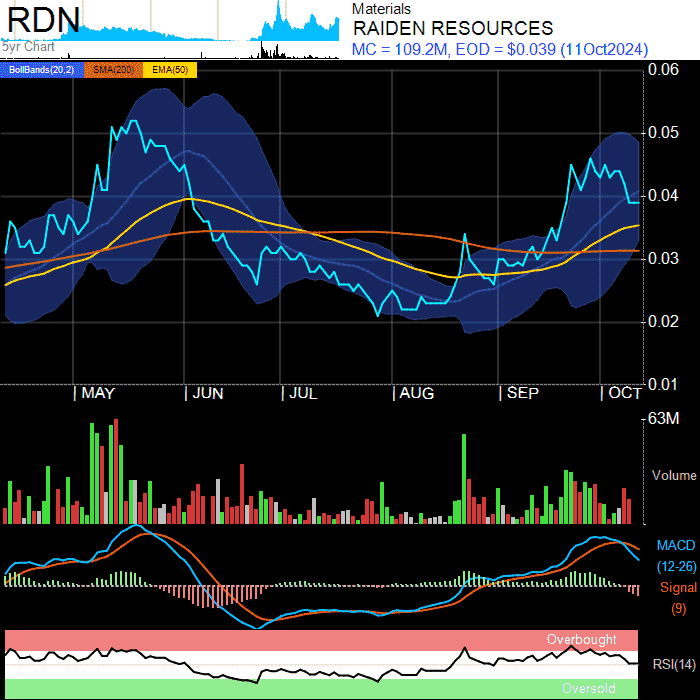 RDN
5yr Chart
Materials
RAIDEN RESOURCES
MC = 109.2M, EOD = $0.039 (11Oct2024)
BollBands(20,2) SMA(200) EMA(50)
0.06
0.05
0.04
0.03
0.02
0.01
MAY JUN JUL AUG SEP OCT
63M
Volume
MACD
(12-26)
Signal
(9)
Overbought
RSI(14)
Oversold